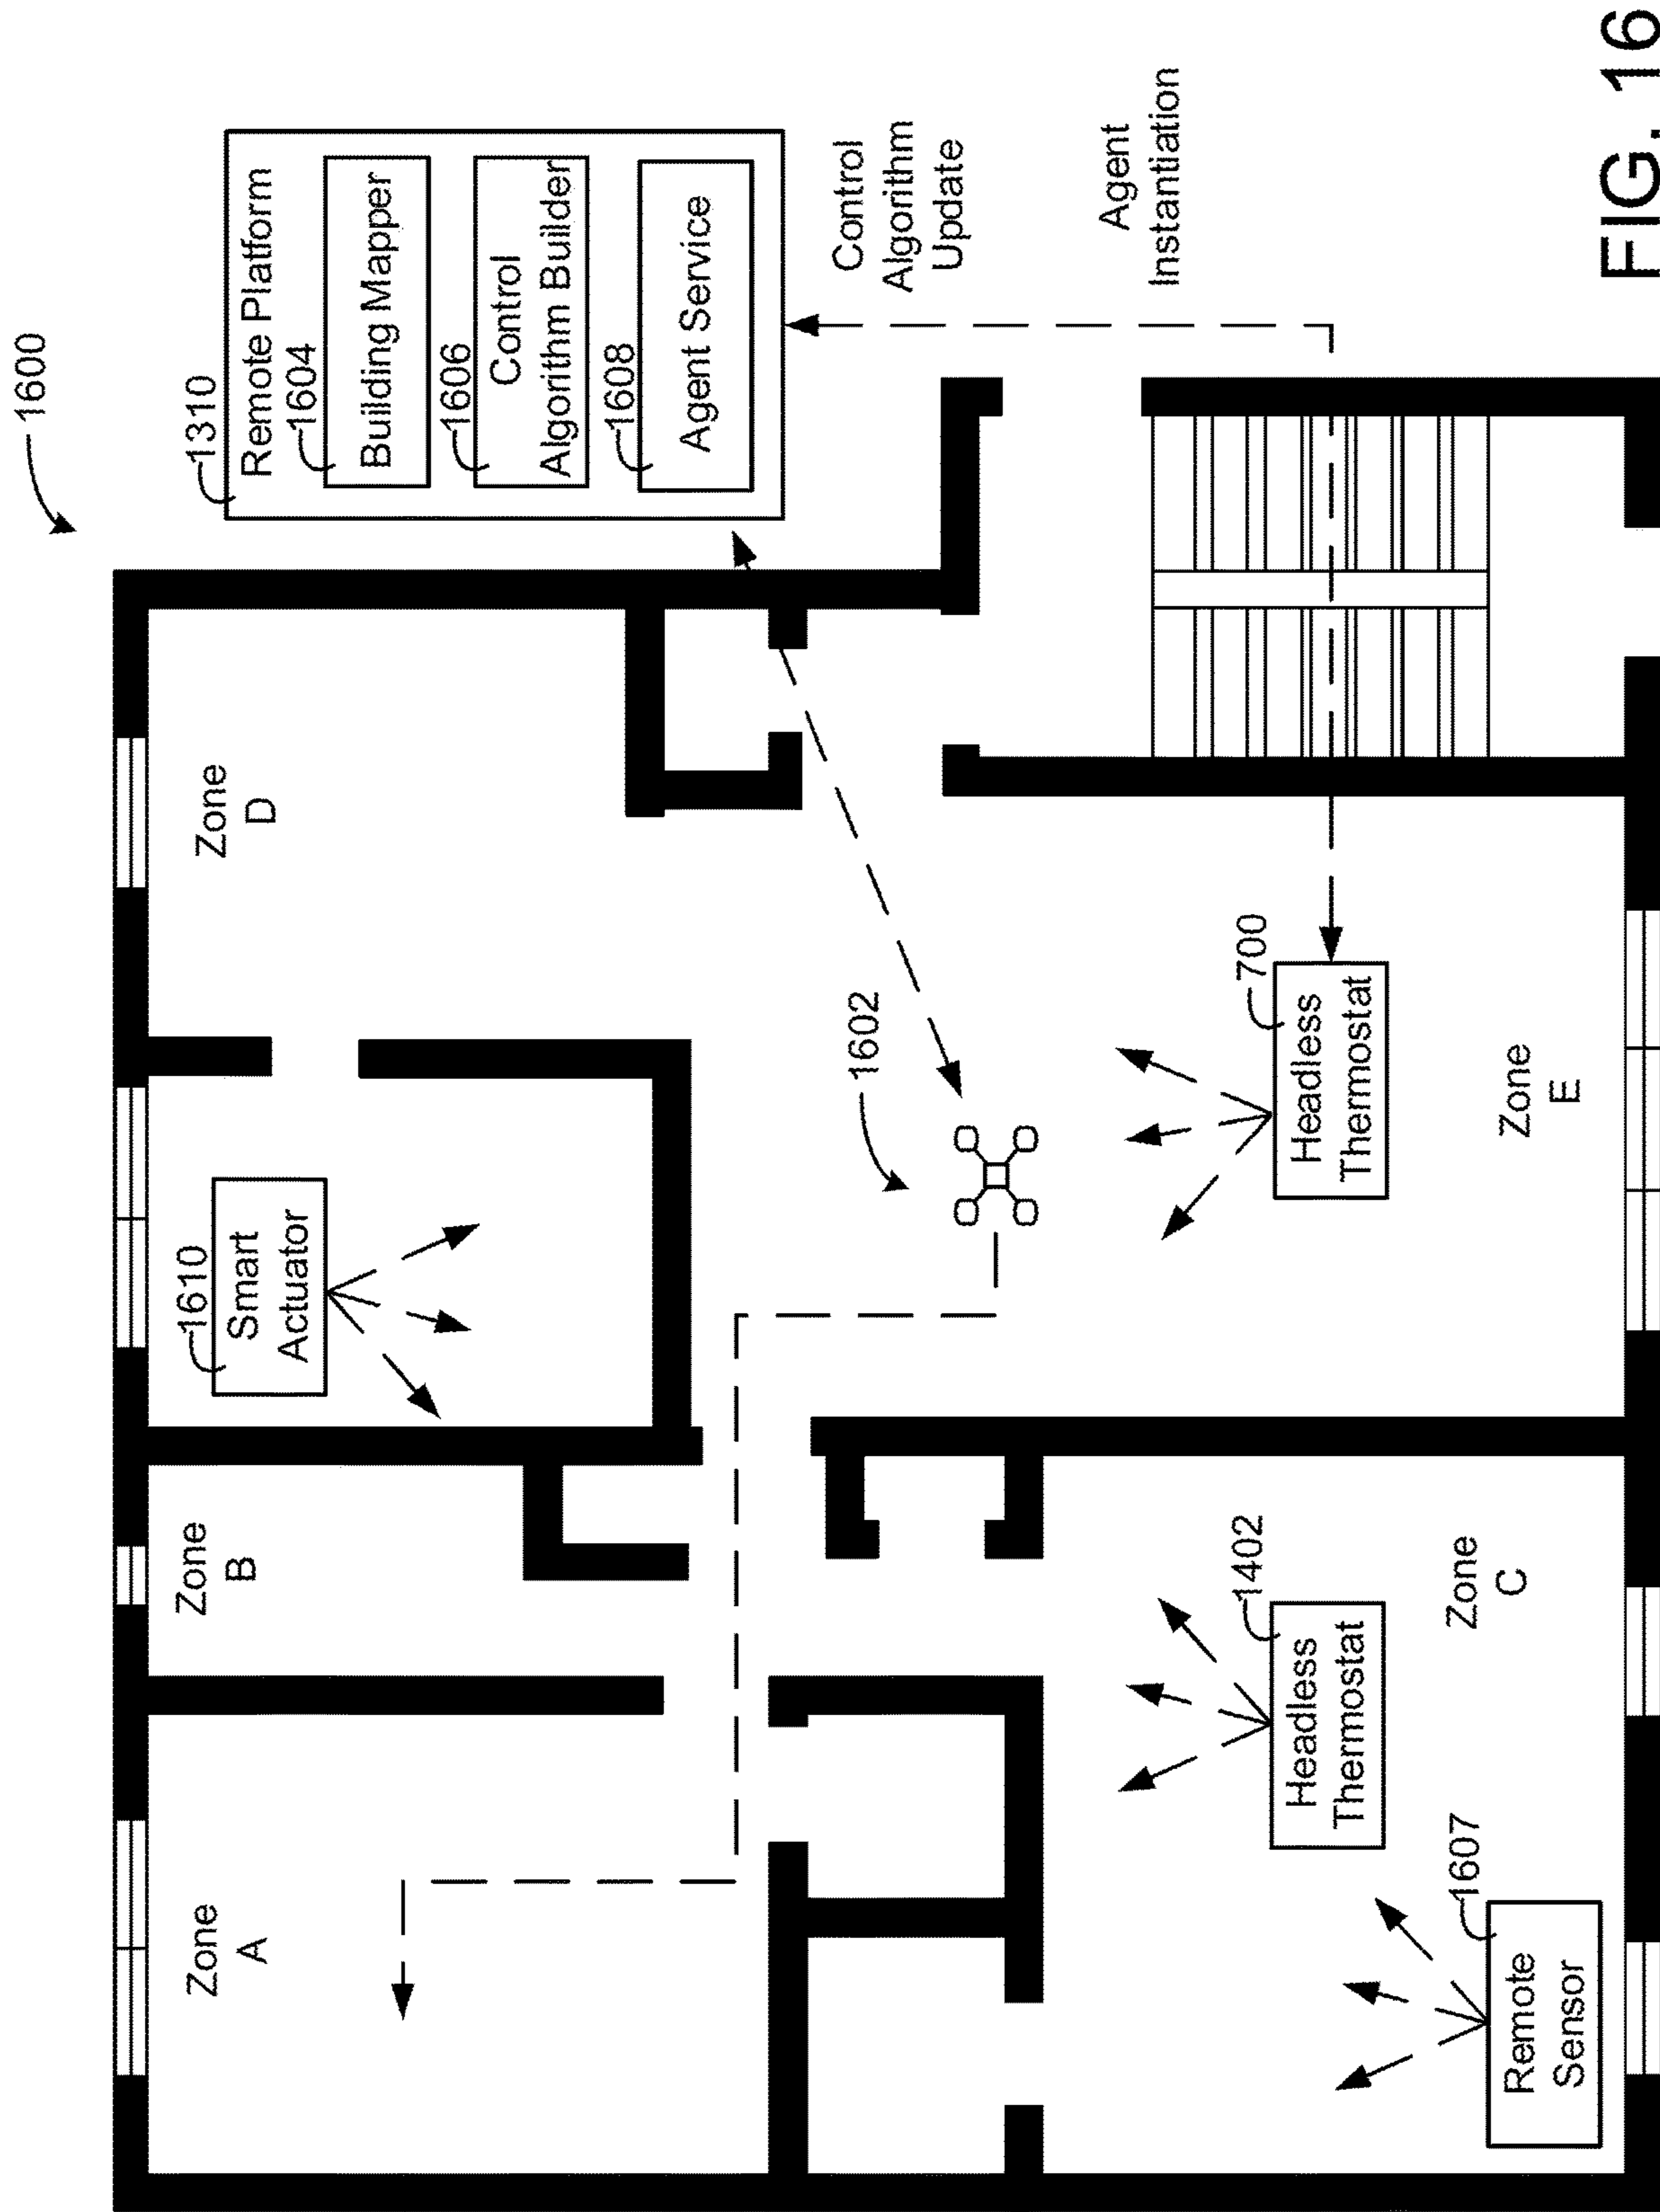 1600
1310
Remote Platform
1604
Building Mapper
1606
Control
Algorithm Builder
1608
Agent Service
Control
Algorithm
Update
Agent
Instantiation
Zone
A
Zone
B
1610
Smart
Actuator
Zone
D
1602
1607
Remote
Sensor
1402
Headless
Thermostat
Zone
C
700
Headless
Thermostat
Zone
E
FIG. 16